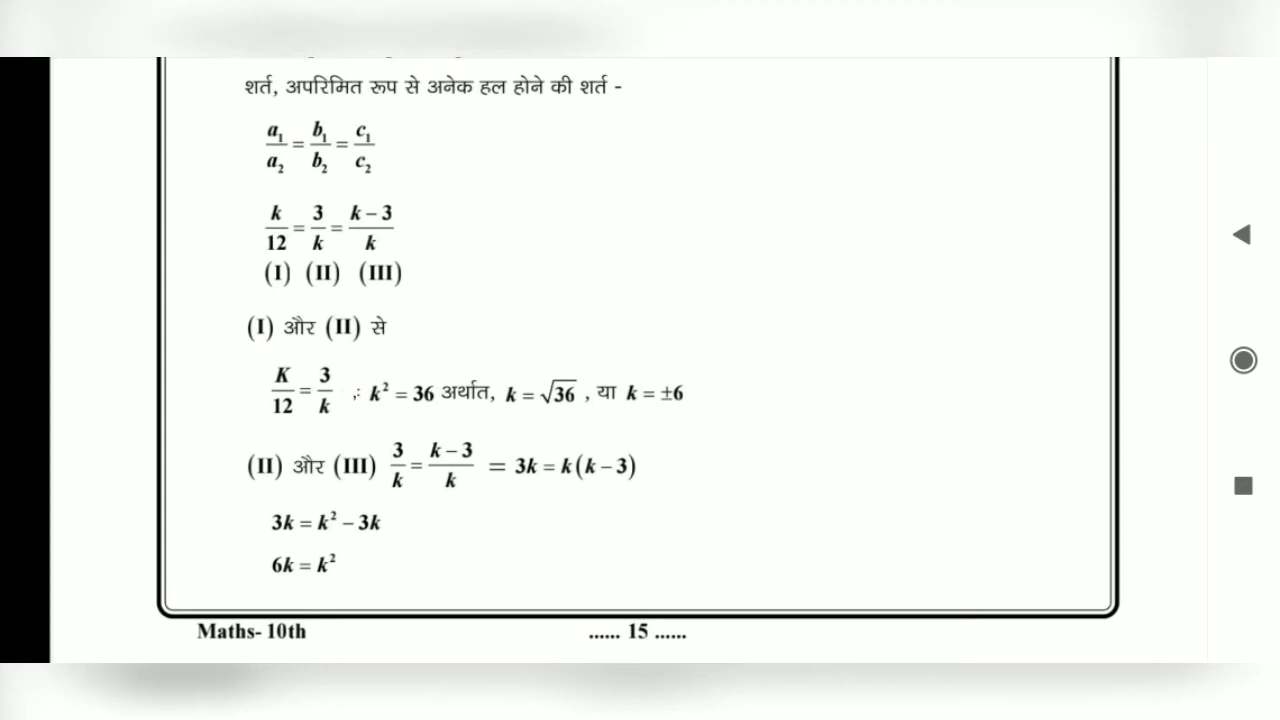 शर्त, अपरिमित रूप से अनेक हल होने की शर्त -
a₁/a₂ = b₁/b₂ = c₁/c₂
k/12 = 3/k = (k – 3)/k
(I) (II) (III)
(I) और (II) से
K/12 = 3/k ∴ k² = 36 अर्थात, k = √36 , या k = ±6
(II) और (III) 3/k = (k – 3)/k = 3k = k(k – 3)
3k = k² – 3k
6k = k²
Maths- 10th ...... 15 ......